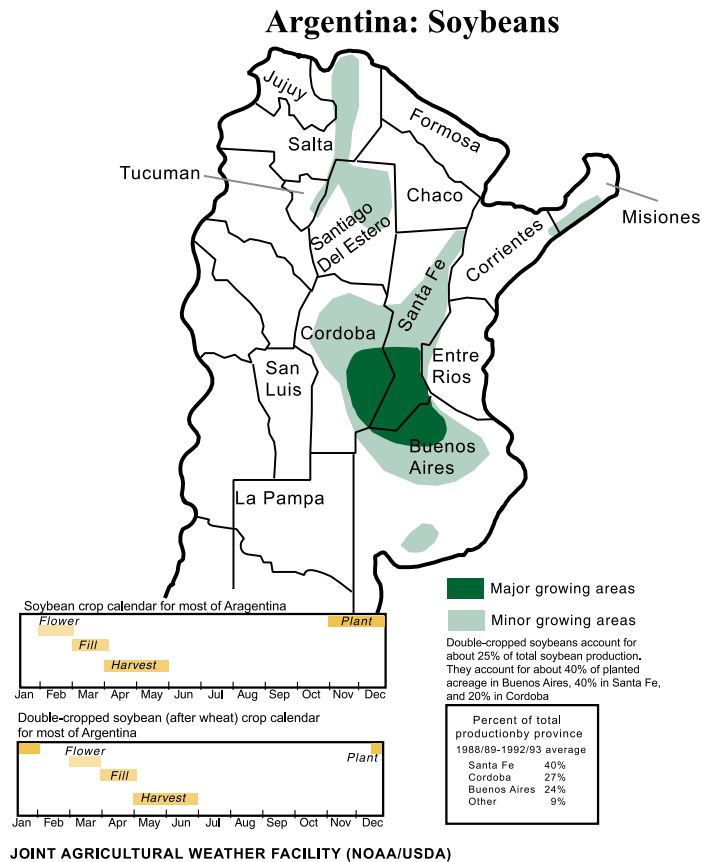 Argentina: Soybeans
Jujuy
Formosa
Salta
Tucuman
Chaco
Misiones
Santiago
Del Estero
Corrientes
Santa Fe
Cordoba
Entre
Rios
San
Luis
Buenos
Aires
La Pampa
Major growing areas
Minor growing areas
Soybean crop calendar for most of Aragentina
Flower
Plant
Fill
Harvest
Jan Feb Mar Apr May Jun Jul Aug Sep Oct Nov Dec
Double-cropped soybeans account for
about 25% of total soybean production.
They account for about 40% of planted
acreage in Buenos Aires, 40% in Santa Fe,
and 20% in Cordoba
Double-cropped soybean (after wheat) crop calendar
for most of Argentina
Flower
Plant
Fill
Harvest
Jan Feb Mar Apr May Jun Jul Aug Sep Oct Nov Dec
Percent of total
productionby province
1988/89-1992/93 average
Santa Fe 40%
Cordoba 27%
Buenos Aires 24%
Other 9%
JOINT AGRICULTURAL WEATHER FACILITY (NOAA/USDA)